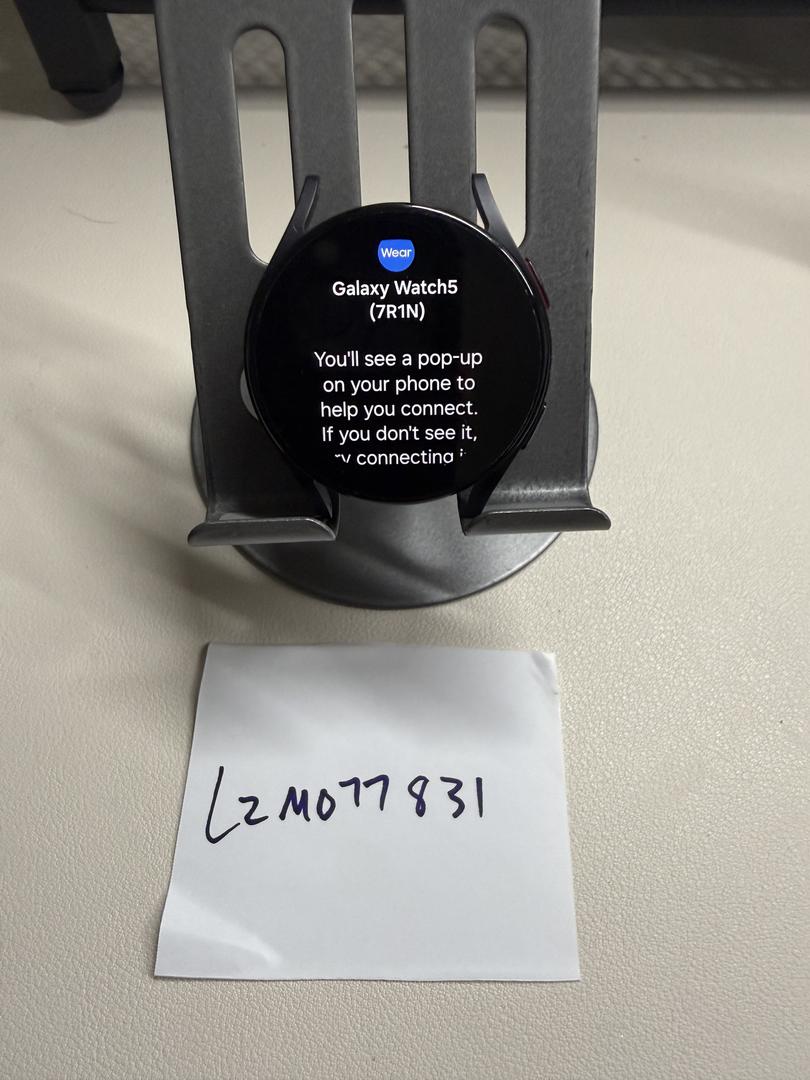 Wear
Galaxy Watch5
(7R1N)
You'll see a pop-up
on your phone to
help you connect.
If you don't see it,
connecting
LZM077831